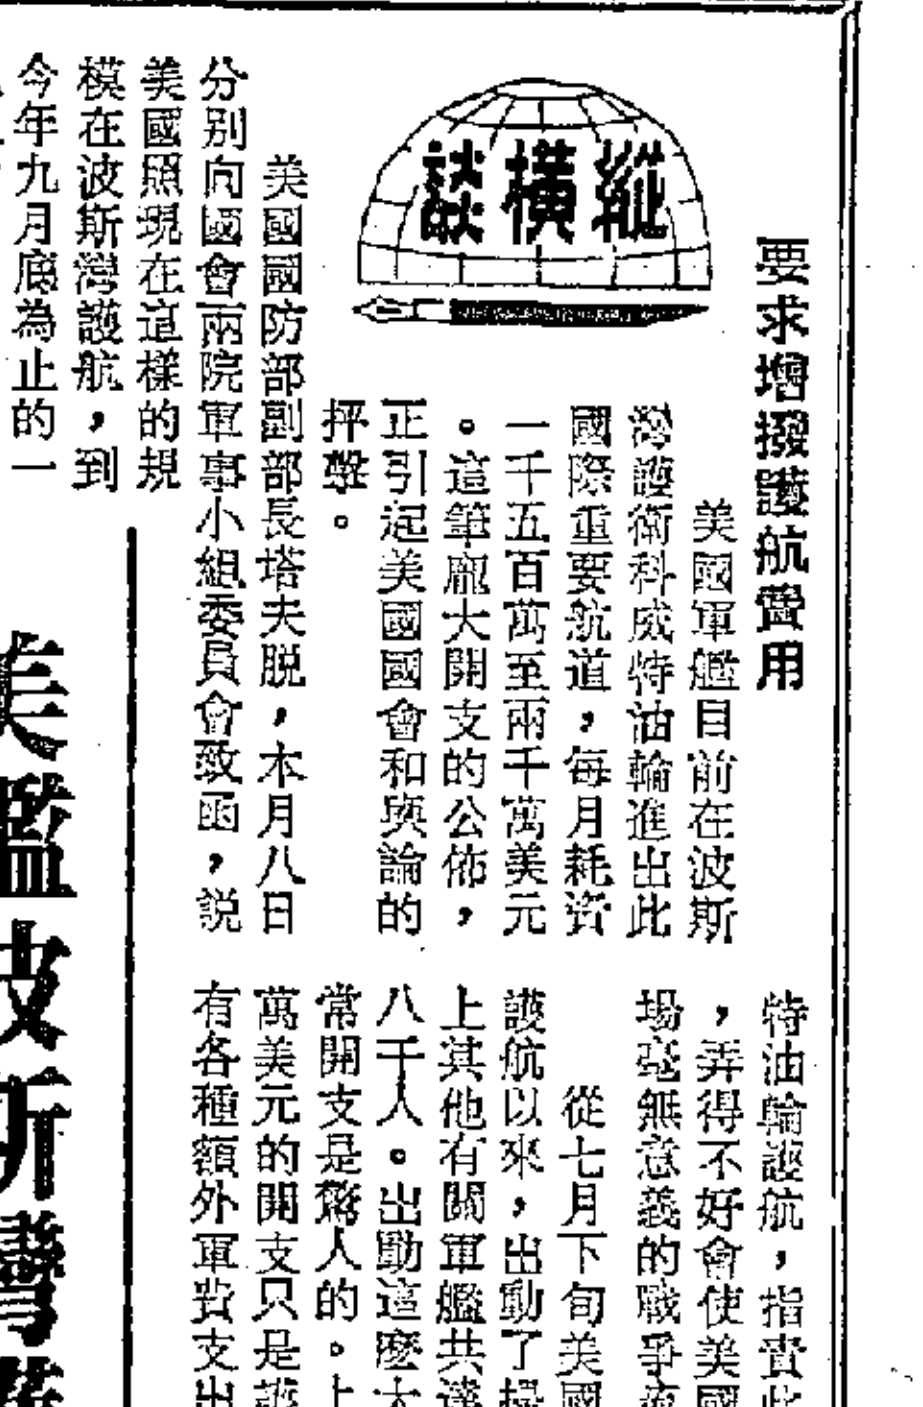 縱橫談
要求增撥護航費用
美國軍艦目前在波斯
灣護衛科威特油輪進出此
國際重要航道，每月耗資
一千五百萬至兩千萬美元
。這筆龐大開支的公佈，
正引起美國國會和輿論的
抨擊。
美國國防部副部長塔夫脱，本月八日
分别向國會兩院軍事小組委員會致函，説
美國照現在這樣的規
模在波斯灣護航，到
今年九月底為止的一
特油輪護航，指責此
，弄得不好會使美國
場毫無意義的戰爭
從七月下旬美國
護航以來，出動了
上其他有關軍艦共達
八千人。出動這麼大
常開支是驚人的。上
萬美元的開支只是護
有各種額外軍費支出
美艦波斯灣